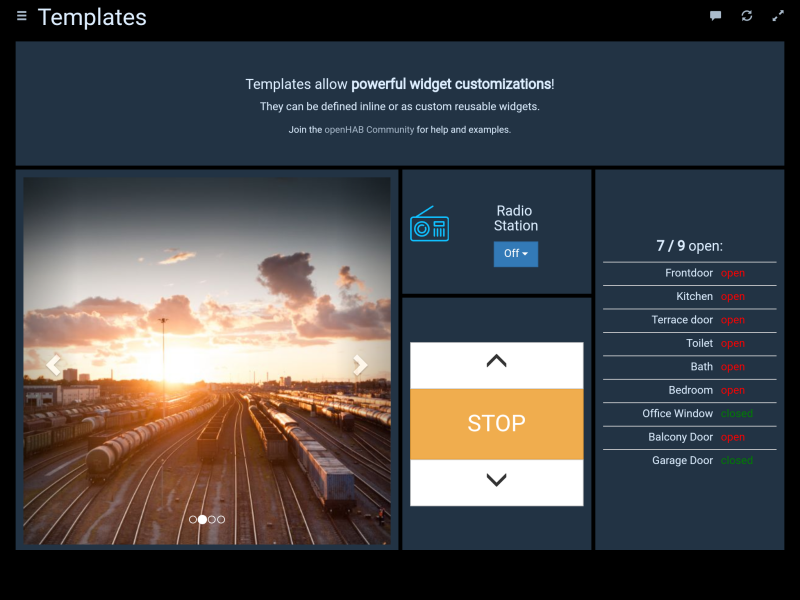 Templates
Templates allow powerful widget customizations!
They can be defined inline or as custom reusable widgets.
Join the openHAB Community for help and examples.
Radio
Station
Off
STOP
7 / 9 open:
Frontdoor open
Kitchen open
Terrace door open
Toilet open
Bath open
Bedroom open
Office Window closed
Balcony Door open
Garage Door closed